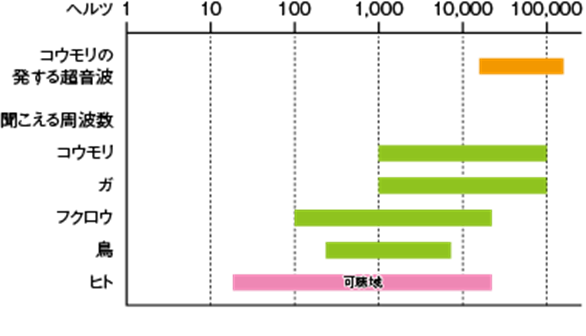 ヘルツ 1 10 100 1,000 10,000 100,000
コウモリの
発する超音波
聞こえる周波数
コウモリ
ガ
フクロウ
鳥
ヒト 可聴域